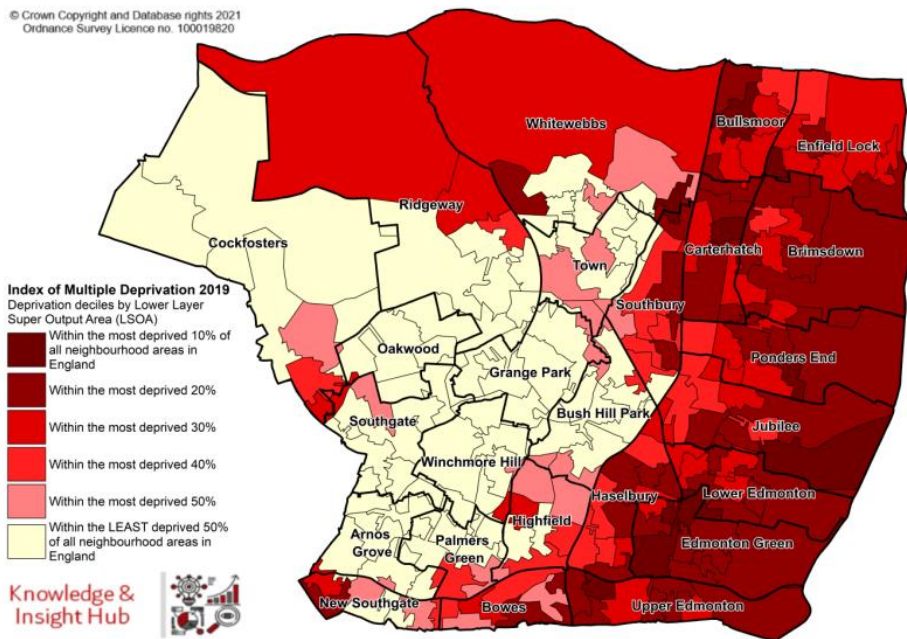 © Crown Copyright and Database rights 2021
Ordnance Survey Licence no. 100019820
Whitewebbs
Bullsmoor
Enfield Lock
Ridgeway
Cockfosters
Town
Carterhatch
Brimsdown
Southbury
Oakwood
Grange Park
Ponders End
Bush Hill Park
Southgate
Jubilee
Winchmore Hill
Haselbury
Lower Edmonton
Highfield
Arnos
Grove
Palmers
Green
Edmonton Green
New Southgate
Bowes
Upper Edmonton
Index of Multiple Deprivation 2019
Deprivation deciles by Lower Layer
Super Output Area (LSOA)
Within the most deprived 10% of
all neighbourhood areas in
England
Within the most deprived 20%
Within the most deprived 30%
Within the most deprived 40%
Within the most deprived 50%
Within the LEAST deprived 50%
of all neighbourhood areas in
England
Knowledge &
Insight Hub